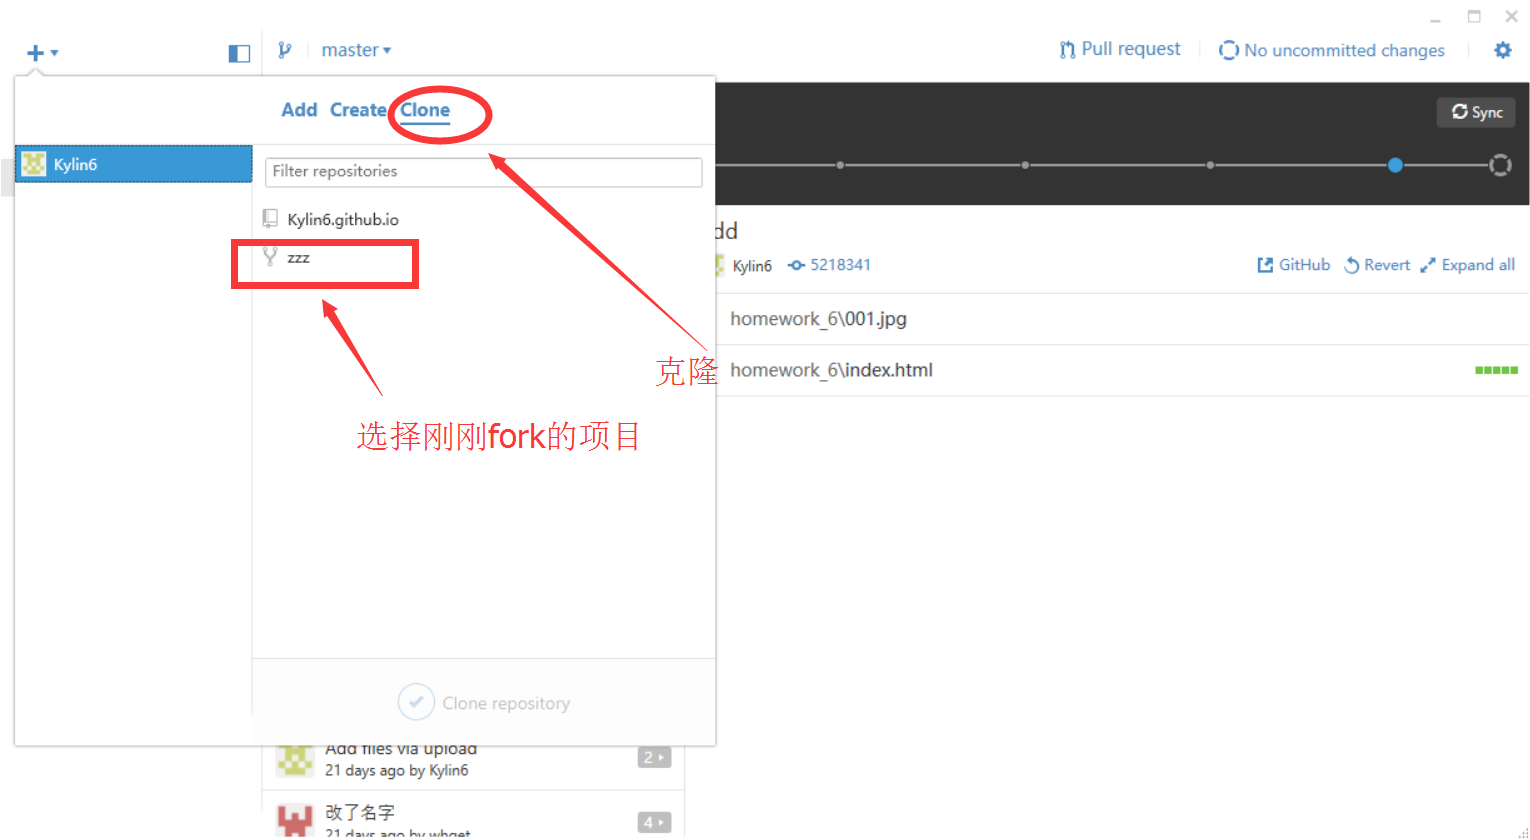 master
Pull request
No uncommitted changes
Add Create Clone
Sync
Kylin6
Filter repositories
Kylin6.github.io
zzz
dd
Kylin6 5218341
GitHub Revert Expand all
homework_6\001.jpg
克隆
homework_6\index.html
选择刚刚fork的项目
Clone repository
Add files via upload
2
21 days ago by Kylin6
改了名字
4
21 days ago by whget